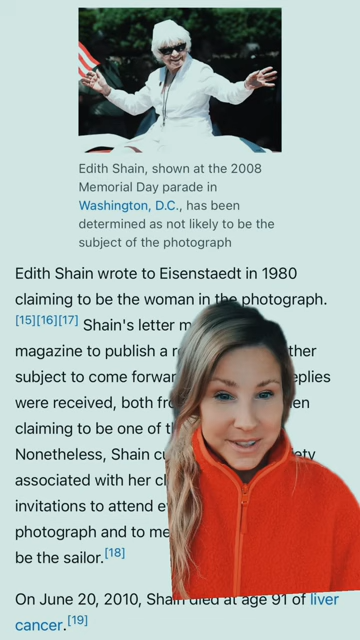 Edith Shain, shown at the 2008
Memorial Day parade in
Washington, D.C., has been
determined as not likely to be the
subject of the photograph
Edith Shain wrote to Eisenstaedt in 1980
claiming to be the woman in the photograph.
[15][16][17] Shain's letter
magazine to publish a
subject to come
were received, both
claiming to be one of
Nonetheless, Shain
associated with her
invitations to attend
photograph and to
be the sailor.[18]
On June 20, 2010, Shain died at age 91 of liver
cancer.[19]